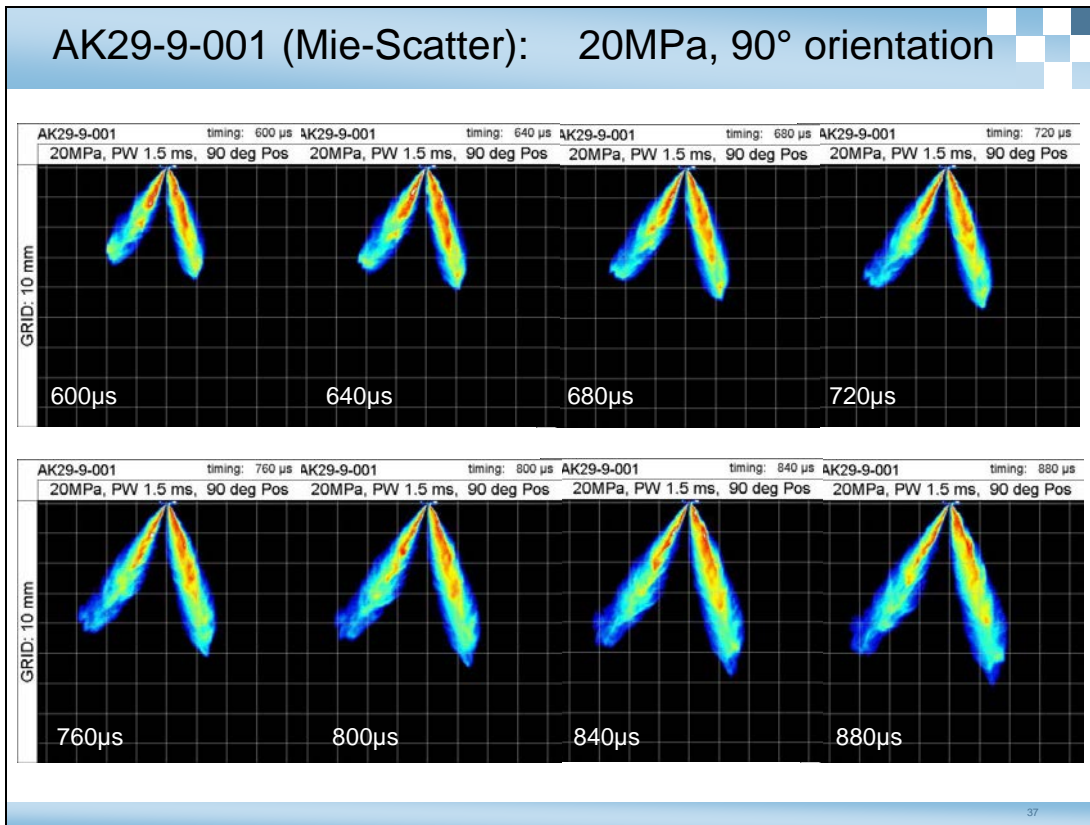 AK29-9-001 (Mie-Scatter): 20MPa, 90° orientation
AK29-9-001 timing: 600 µs AK29-9-001 timing: 640 µs AK29-9-001 timing: 680 µs AK29-9-001 timing: 720 µs
20MPa, PW 1.5 ms, 90 deg Pos 20MPa, PW 1.5 ms, 90 deg Pos 20MPa, PW 1.5 ms, 90 deg Pos 20MPa, PW 1.5 ms, 90 deg Pos
GRID: 10 mm
600µs 640µs 680µs 720µs
AK29-9-001 timing: 760 µs AK29-9-001 timing: 800 µs AK29-9-001 timing: 840 µs AK29-9-001 timing: 880 µs
20MPa, PW 1.5 ms, 90 deg Pos 20MPa, PW 1.5 ms, 90 deg Pos 20MPa, PW 1.5 ms, 90 deg Pos 20MPa, PW 1.5 ms, 90 deg Pos
GRID: 10 mm
760µs 800µs 840µs 880µs
37